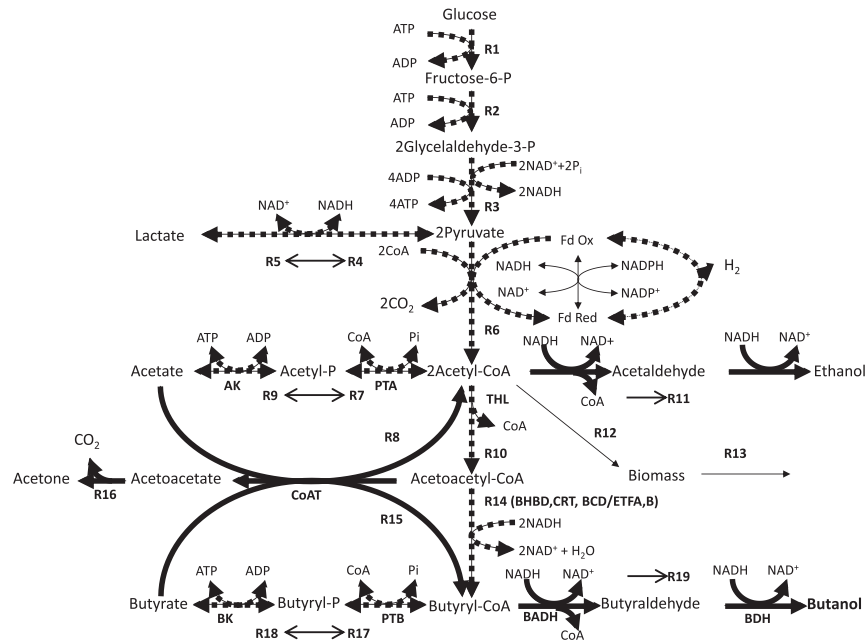 Glucose
ATP
R1
ADP
Fructose-6-P
ATP
R2
ADP
2Glycelaldehyde-3-P
2NAD⁺+2Pᵢ
4ADP
2NADH
4ATP
R3
NAD⁺ NADH
Lactate
2Pyruvate
Fd Ox
R5 R4
2CoA
NADH NADPH
H₂
NAD⁺ NADP⁺
2CO₂
Fd Red
R6
ATP ADP CoA Pi NADH NAD+ NADH NAD⁺
Acetate Acetyl-P 2Acetyl-CoA Acetaldehyde Ethanol
AK PTA
R9 R7
THL
CoA R11
CoA
R8
R12
CO₂
R10
R13
Acetone Acetoacetate Acetoacetyl-CoA Biomass
R16 CoAT
R14 (BHBD,CRT, BCD/ETFA,B)
R15
2NADH
2NAD⁺ + H₂O
ATP ADP CoA Pi NADH NAD⁺ R19 NADH NAD⁺
Butyrate Butyryl-P Butyryl-CoA Butyraldehyde Butanol
BK PTB BADH BDH
R18 R17 CoA